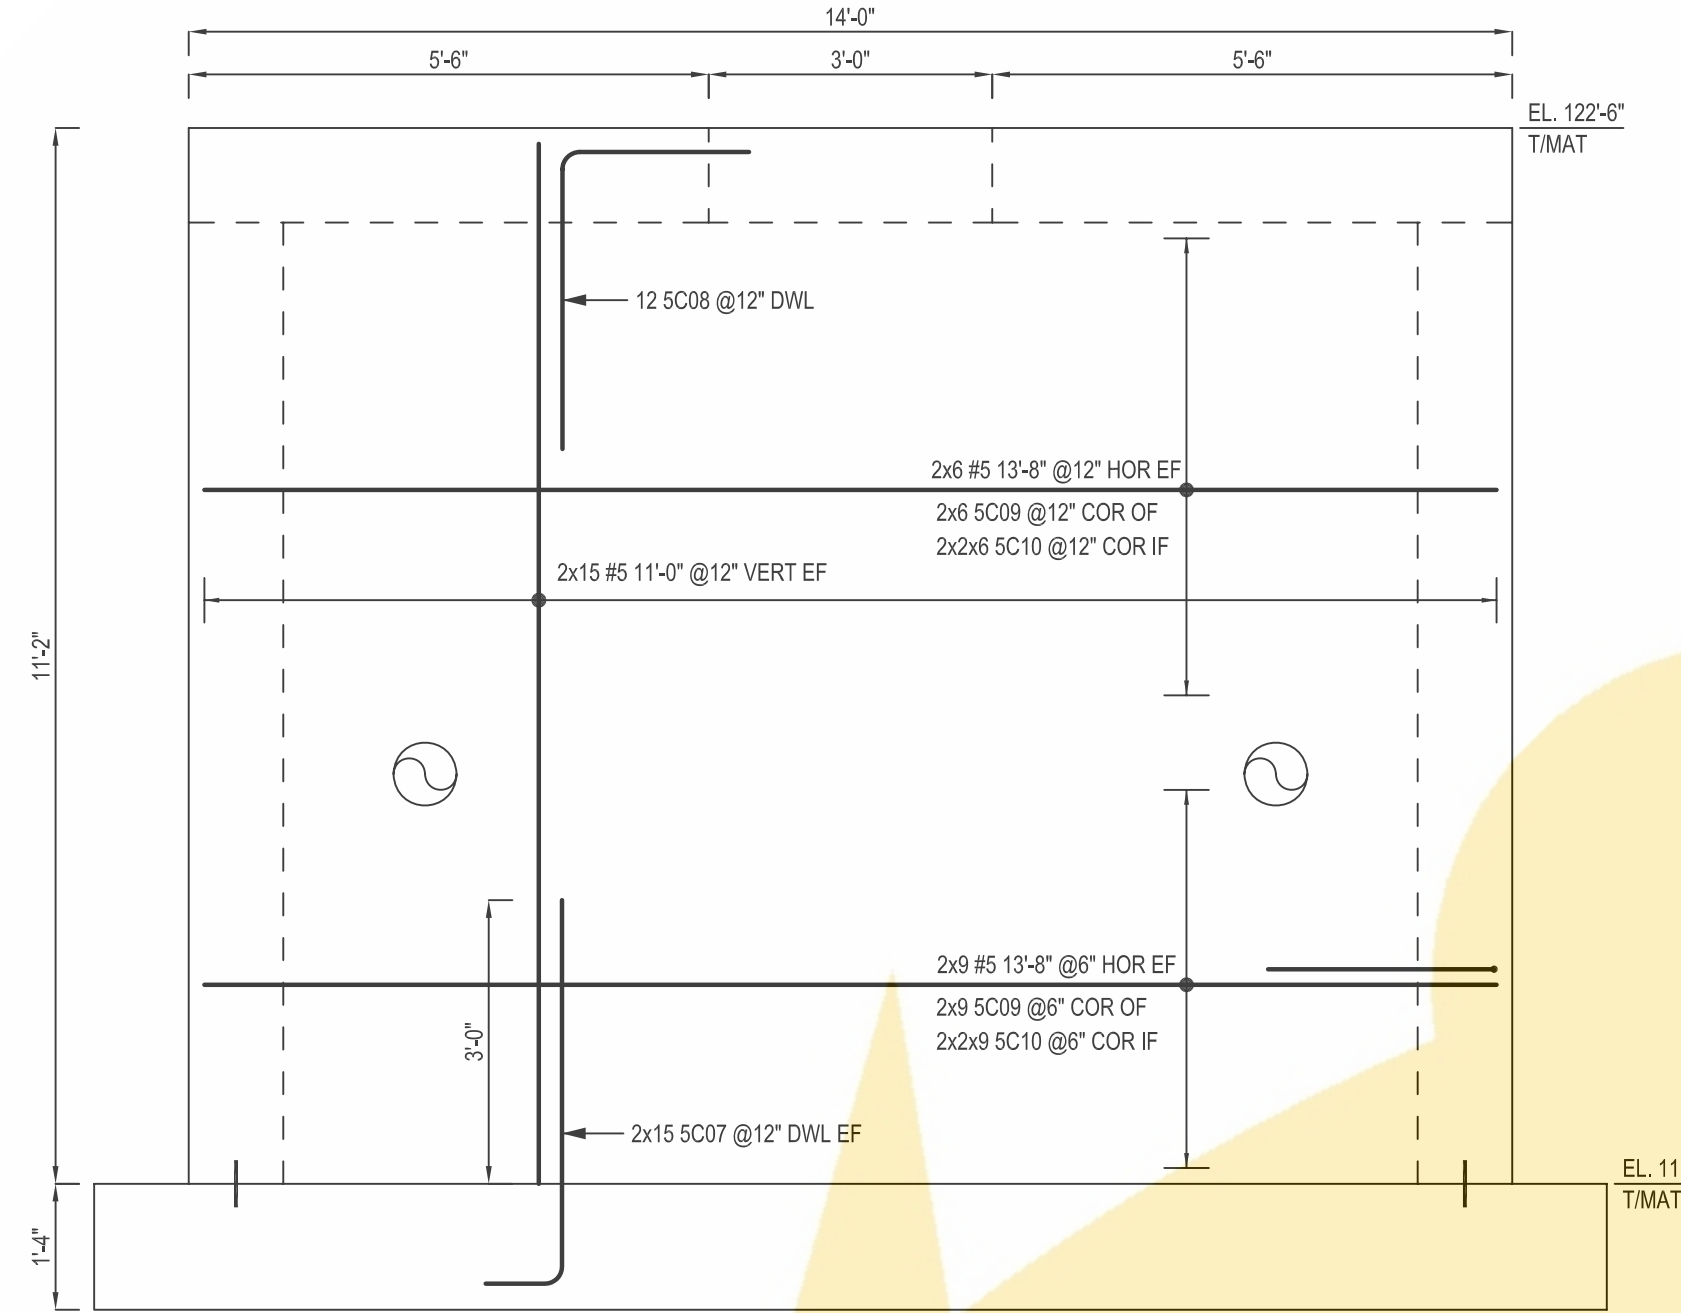 14'-0"
5'-6"
3'-0"
5'-6"
EL. 122'-6"
T/MAT
12 5C08 @12" DWL
2x6 #5 13'-8" @12" HOR EF
2x6 5C09 @12" COR OF
2x2x6 5C10 @12" COR IF
2x15 #5 11'-0" @12" VERT EF
11'-2"
2x9 #5 13'-8" @6" HOR EF
2x9 5C09 @6" COR OF
2x2x9 5C10 @6" COR IF
3'-0"
2x15 5C07 @12" DWL EF
EL. 11
T/MAT
1'-4"